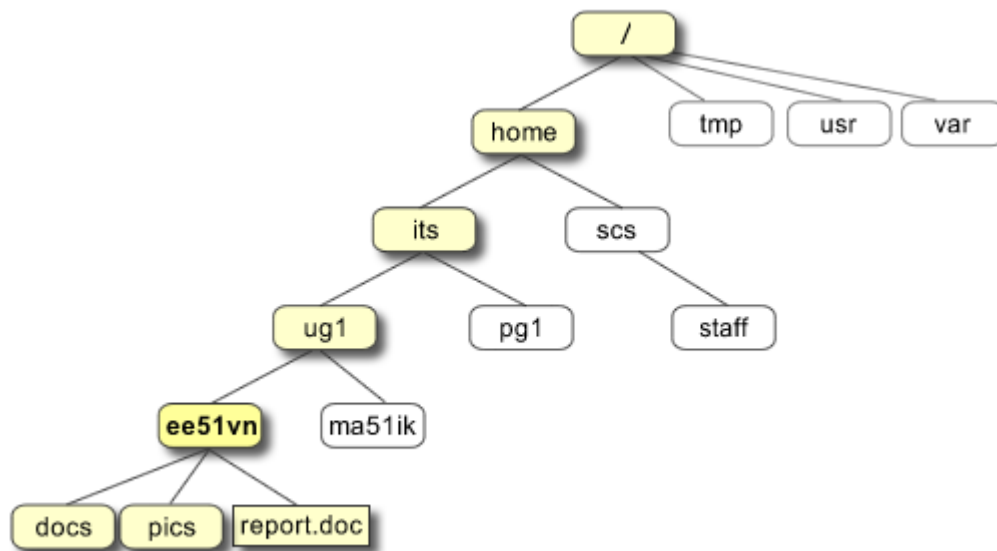 /
home
tmp
usr
var
its
scs
ug1
pg1
staff
ee51vn
ma51ik
docs
pics
report.doc